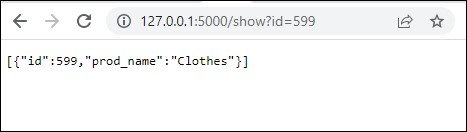 127.0.0.1:5000/show?id=599
[{"id":599,"prod_name":"Clothes"}]